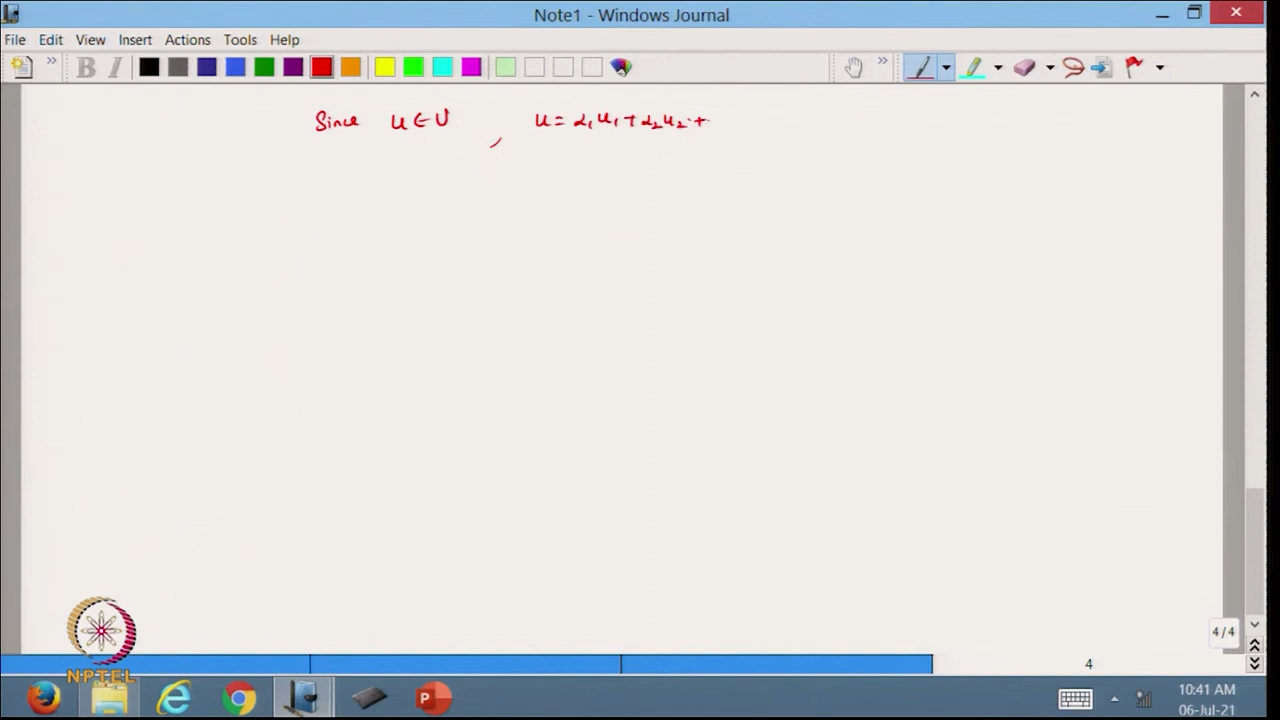 Note1 - Windows Journal
File Edit View Insert Actions Tools Help
B I
Since u ∈ U , u = α₁u₁ + α₂u₂ +
4 / 4
4
NPTEL
10:41 AM
06-Jul-21